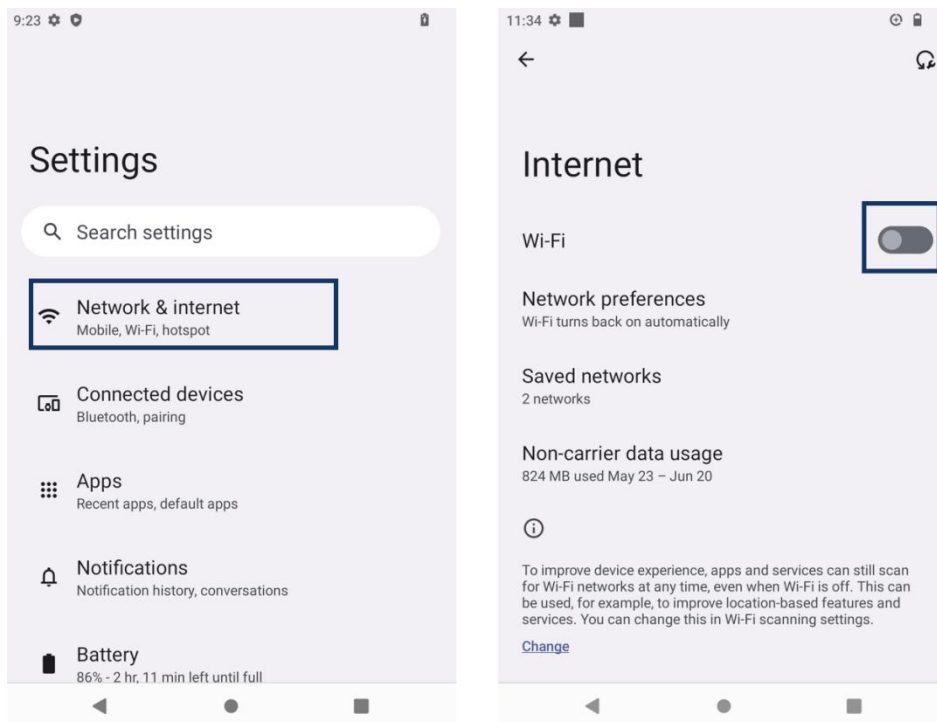 9:23
Settings
Search settings
Network & internet
Mobile, Wi-Fi, hotspot
Connected devices
Bluetooth, pairing
Apps
Recent apps, default apps
Notifications
Notification history, conversations
Battery
86% - 2 hr, 11 min left until full
11:34
Internet
Wi-Fi
Network preferences
Wi-Fi turns back on automatically
Saved networks
2 networks
Non-carrier data usage
824 MB used May 23 – Jun 20
To improve device experience, apps and services can still scan
for Wi-Fi networks at any time, even when Wi-Fi is off. This can
be used, for example, to improve location-based features and
services. You can change this in Wi-Fi scanning settings.
Change